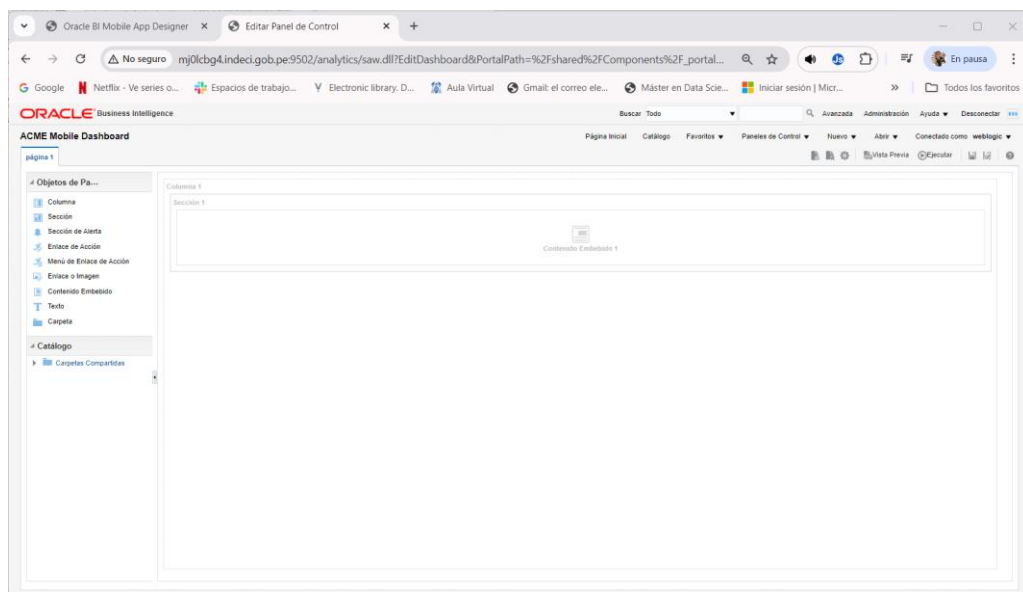 Oracle BI Mobile App Designer
Editar Panel de Control
No seguro mj0lcbg4.indeci.gob.pe:9502/analytics/saw.dll?EditDashboard&PortalPath=%2Fshared%2FComponents%2F_portal... En pausa
Google Netflix - Ve series o... Espacios de trabajo... Electronic library. D... Aula Virtual Gmail: el correo ele... Máster en Data Scie... Iniciar sesión | Micr... » Todos los favoritos
ORACLE Business Intelligence Buscar Todo Avanzada Administración Ayuda Desconectar
ACME Mobile Dashboard Página Inicial Catálogo Favoritos Paneles de Control Nuevo Abrir Conectado como weblogic
página 1 Vista Previa Ejecutar
Objetos de Pa...
Columna
Sección
Sección de Alerta
Enlace de Acción
Menú de Enlace de Acción
Enlace o Imagen
Contenido Embebido
Texto
Carpeta
Catálogo
Carpetas Compartidas
Columna 1
Sección 1
Contenido Embebido 1